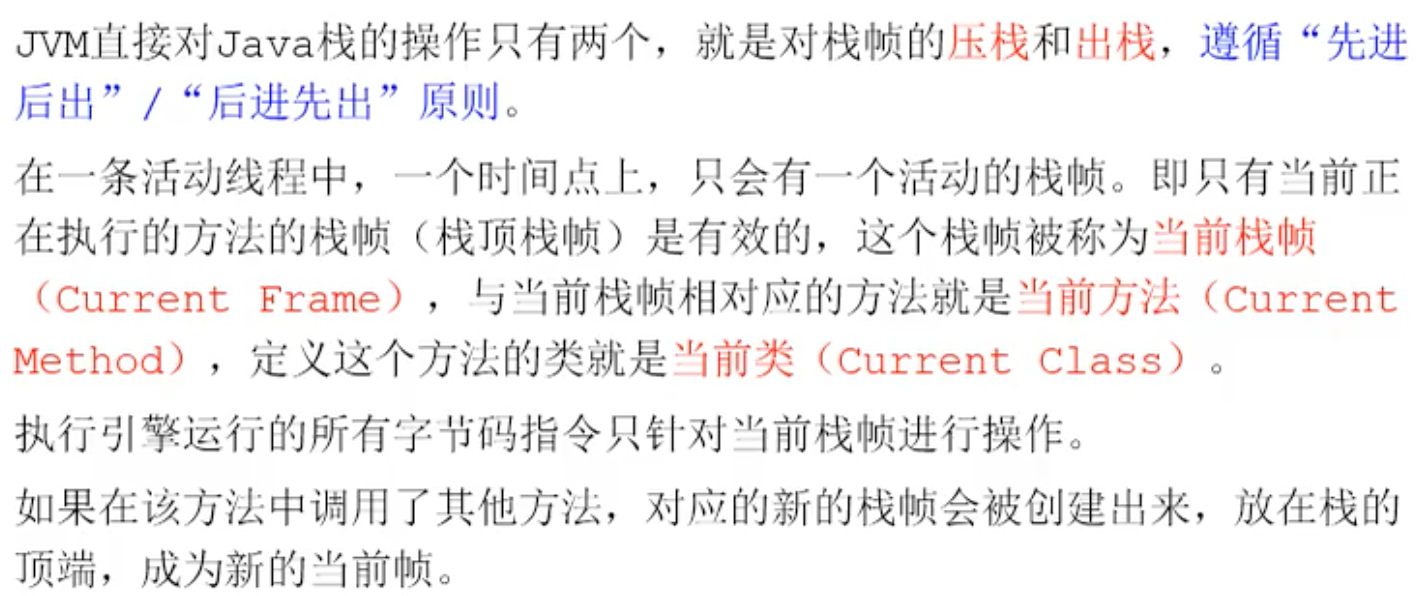 JVM直接对Java栈的操作只有两个，就是对栈帧的压栈和出栈，遵循“先进
后出”/“后进先出”原则。
在一条活动线程中，一个时间点上，只会有一个活动的栈帧。即只有当前正
在执行的方法的栈帧（栈顶栈帧）是有效的，这个栈帧被称为当前栈帧
（Current Frame），与当前栈帧相对应的方法就是当前方法（Current
Method），定义这个方法的类就是当前类（Current Class）。
执行引擎运行的所有字节码指令只针对当前栈帧进行操作。
如果在该方法中调用了其他方法，对应的新的栈帧会被创建出来，放在栈的
顶端，成为新的当前帧。